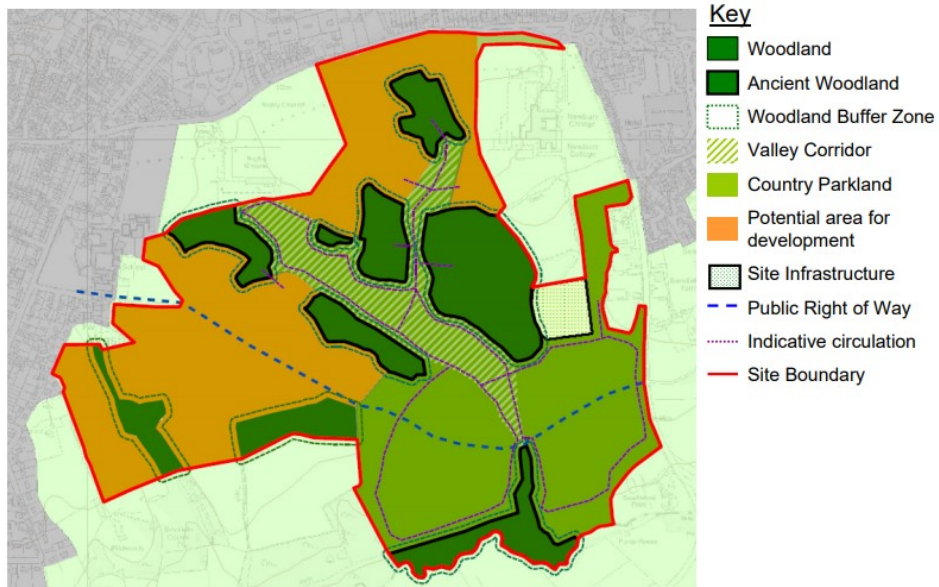 Key
Woodland
Ancient Woodland
Woodland Buffer Zone
Valley Corridor
Country Parkland
Potential area for
development
Site Infrastructure
Public Right of Way
Indicative circulation
Site Boundary